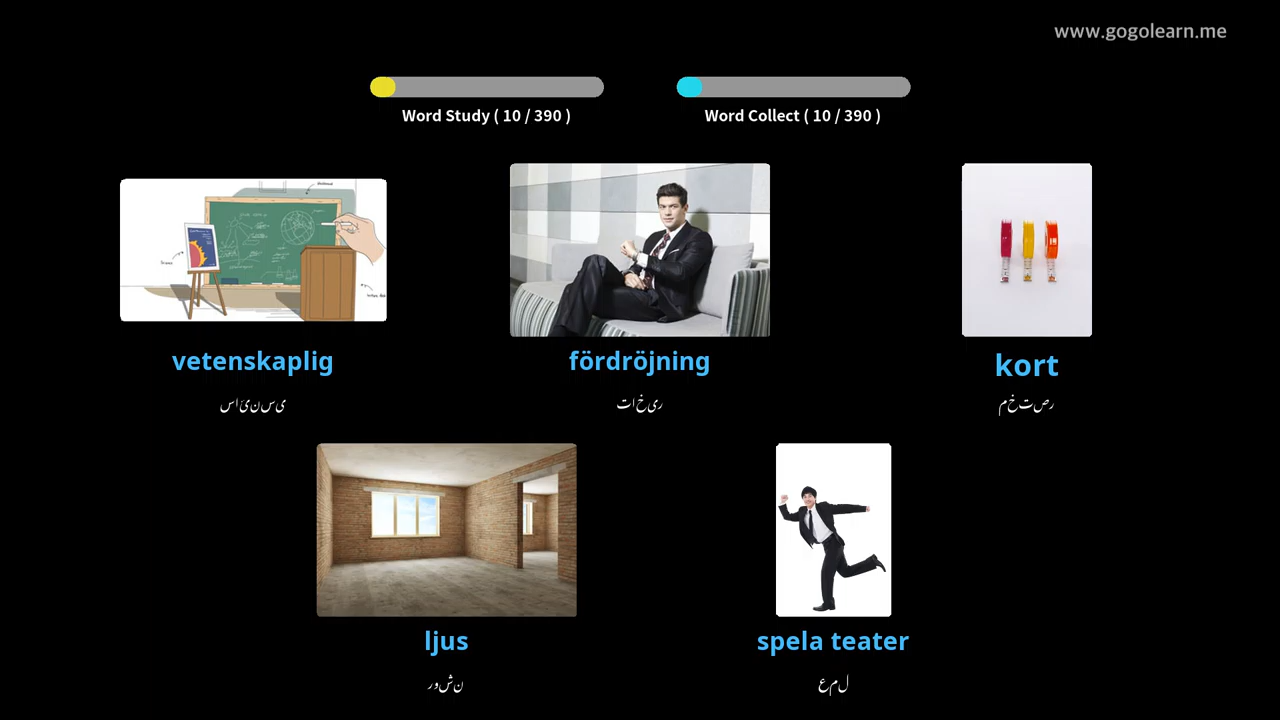 www.gogolearn.me
Word Study ( 10 / 390 )
Word Collect ( 10 / 390 )
vetenskaplig
fördröjning
kort
سائنسی
تاخیر
مختصر
ljus
spela teater
روشن
عمل